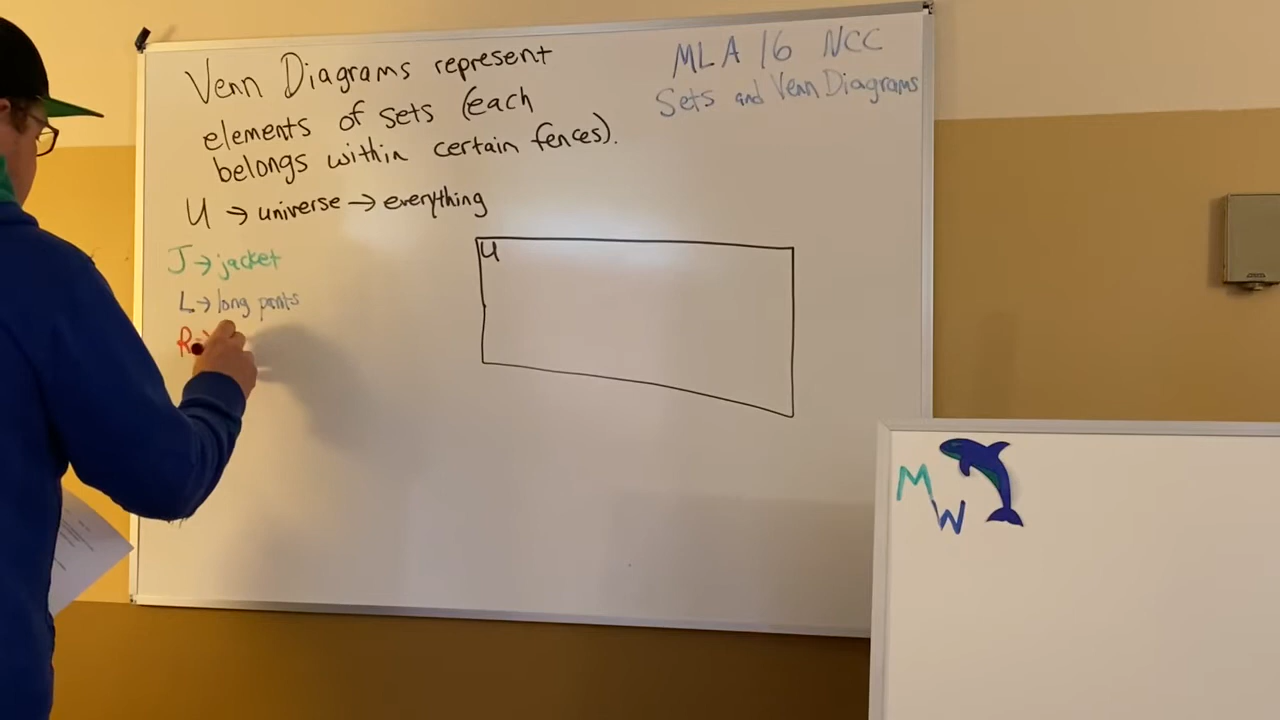 Venn Diagrams represent
elements of sets (each
belongs within certain fences).
U → universe → everything
J → jacket
L → long pants
R →
MLA 16 NCC
Sets and Venn Diagrams
U
M
W